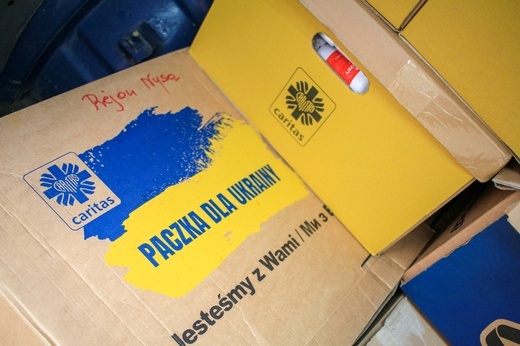 Rejon Nysa
caritas
PACZKA DLA UKRAINY
Jesteśmy z Wami / Ми з
caritas